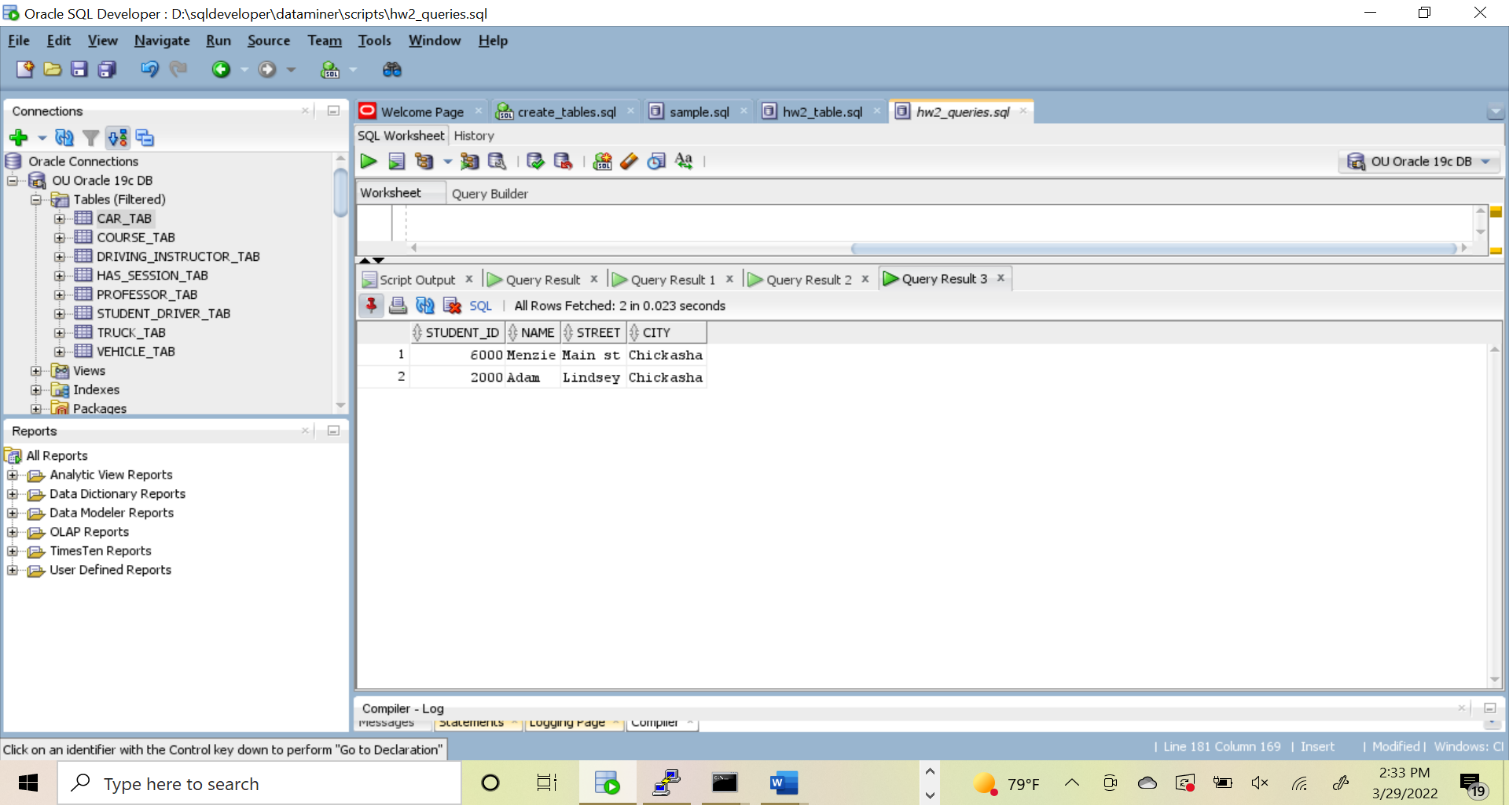 Oracle SQL Developer : D:\sqldeveloper\dataminer\scripts\hw2_queries.sql
File Edit View Navigate Run Source Team Tools Window Help
Connections
Oracle Connections
OU Oracle 19c DB
Tables (Filtered)
CAR_TAB
COURSE_TAB
DRIVING_INSTRUCTOR_TAB
HAS_SESSION_TAB
PROFESSOR_TAB
STUDENT_DRIVER_TAB
TRUCK_TAB
VEHICLE_TAB
Views
Indexes
Packages
Reports
All Reports
Analytic View Reports
Data Dictionary Reports
Data Modeler Reports
OLAP Reports
TimesTen Reports
User Defined Reports
Welcome Page create_tables.sql sample.sql hw2_table.sql hw2_queries.sql
SQL Worksheet History
OU Oracle 19c DB
Worksheet Query Builder
Script Output Query Result Query Result 1 Query Result 2 Query Result 3
SQL All Rows Fetched: 2 in 0.023 seconds
STUDENT_ID NAME STREET CITY
1 6000 Menzie Main st Chickasha
2 2000 Adam Lindsey Chickasha
Compiler - Log
Messages Statements Logging Page Compiler
Click on an identifier with the Control key down to perform "Go to Declaration"
Line 181 Column 169 Insert Modified Windows: Cl
Type here to search
79°F
2:33 PM
3/29/2022
19